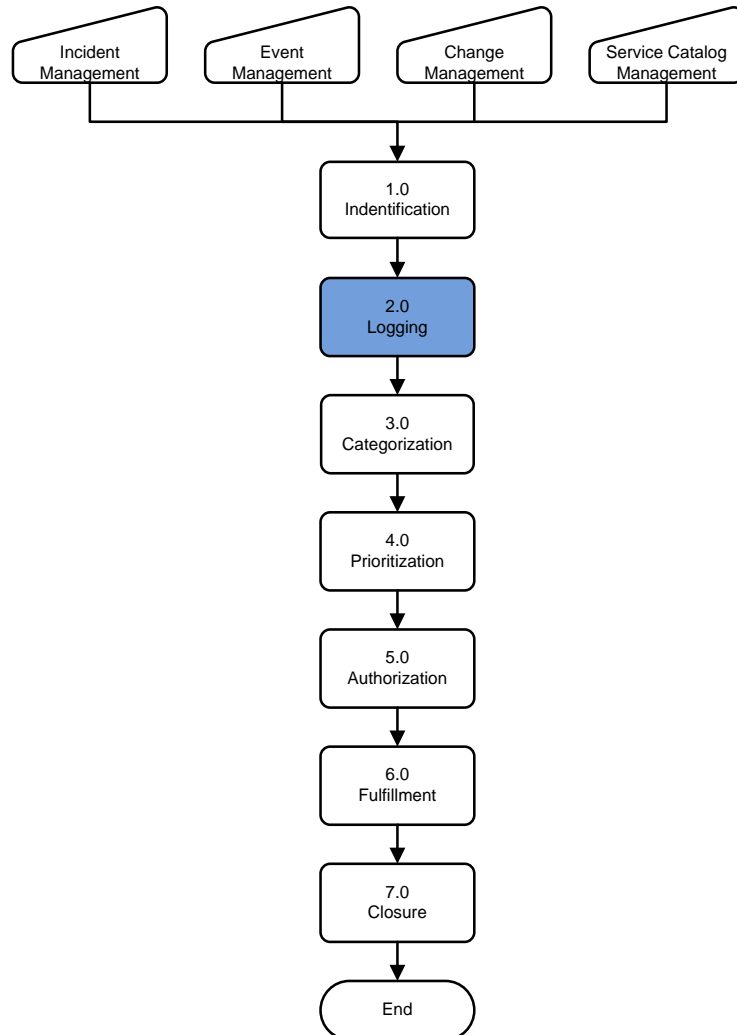 Incident
Management
Event
Management
Change
Management
Service Catalog
Management
1.0
Indentification
2.0
Logging
3.0
Categorization
4.0
Prioritization
5.0
Authorization
6.0
Fulfillment
7.0
Closure
End